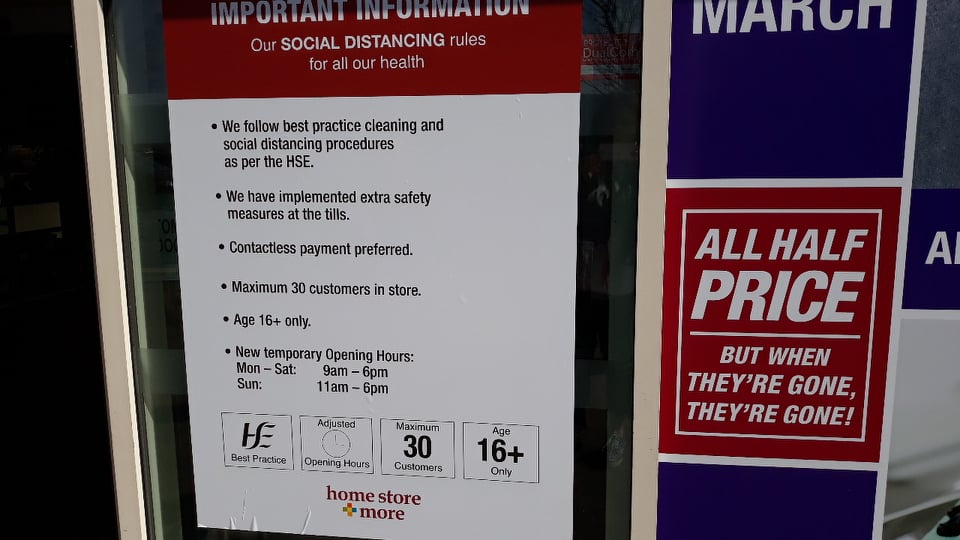 IMPORTANT INFORMATION
Our SOCIAL DISTANCING rules
for all our health
• We follow best practice cleaning and
social distancing procedures
as per the HSE.
• We have implemented extra safety
measures at the tills.
• Contactless payment preferred.
• Maximum 30 customers in store.
• Age 16+ only.
• New temporary Opening Hours:
Mon – Sat: 9am – 6pm
Sun: 11am – 6pm
HSE
Best Practice
Adjusted
Opening Hours
Maximum
30
Customers
Age
16+
Only
home store
+more
MARCH
ALL HALF
PRICE
BUT WHEN
THEY'RE GONE,
THEY'RE GONE!